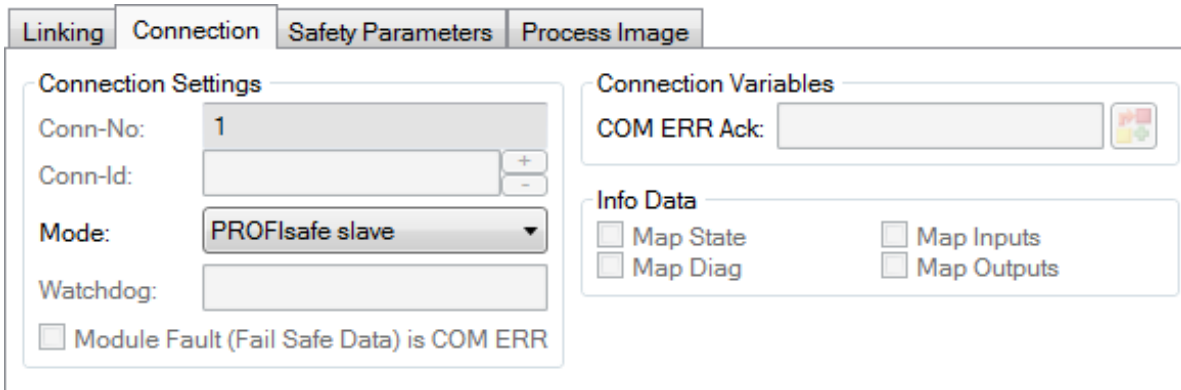 Linking Connection Safety Parameters Process Image
Connection Settings
Conn-No: 1
Conn-Id: + -
Mode: PROFIsafe slave
Watchdog:
Module Fault (Fail Safe Data) is COM ERR
Connection Variables
COM ERR Ack:
Info Data
Map State Map Inputs
Map Diag Map Outputs